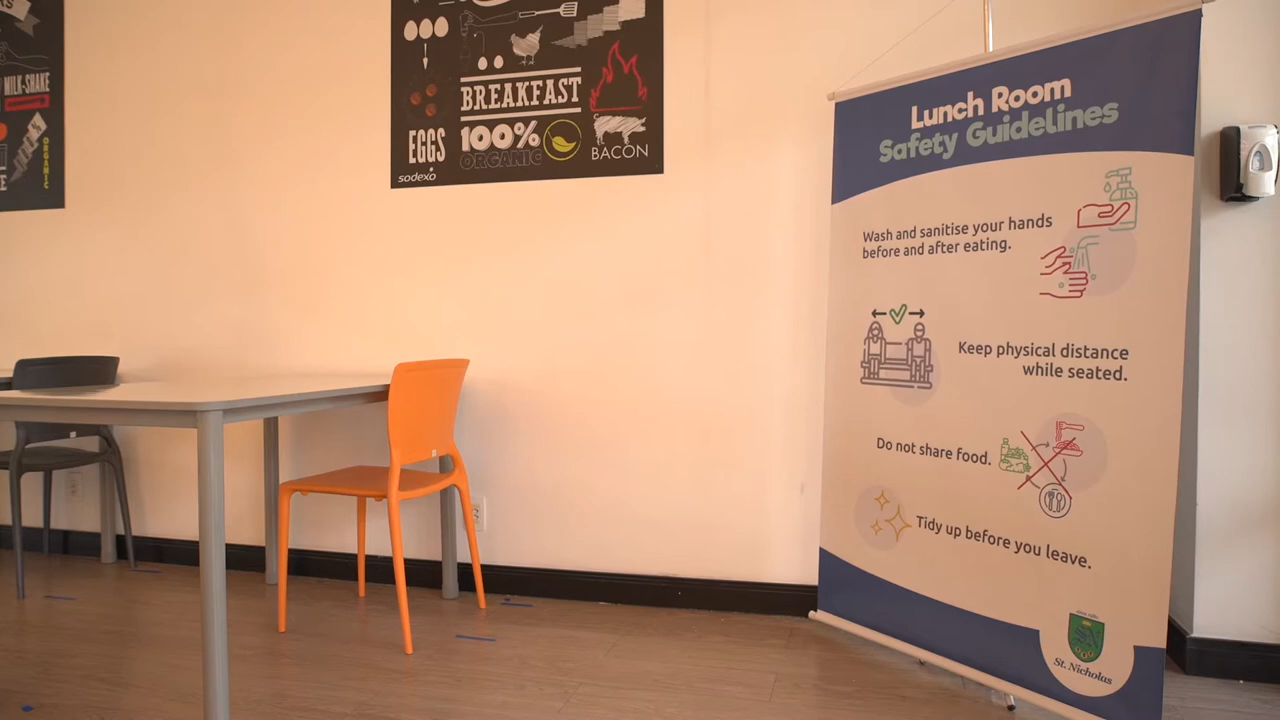 MILK-SHAKE
ORGANIC
BREAKFAST
EGGS
100%
ORGANIC
BACON
sodexo
Lunch Room
Safety Guidelines
Wash and sanitise your hands
before and after eating.
Keep physical distance
while seated.
Do not share food.
Tidy up before you leave.
St. Nicholas